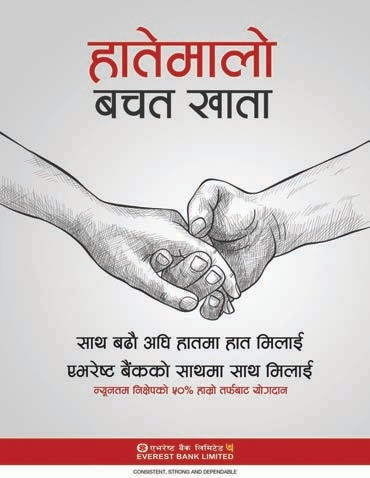 हातेमालो
बचत खाता
साथ बढौ अघि हातमा हात मिलाई
एभरेष्ट बैंकको साथमा साथ मिलाई
न्यूनतम निक्षेपको ५०% हाम्रो तर्फबाट योगदान
एभरेष्ट बैंक लिमिटेड
EVEREST BANK LIMITED
CONSISTENT, STRONG AND DEPENDABLE